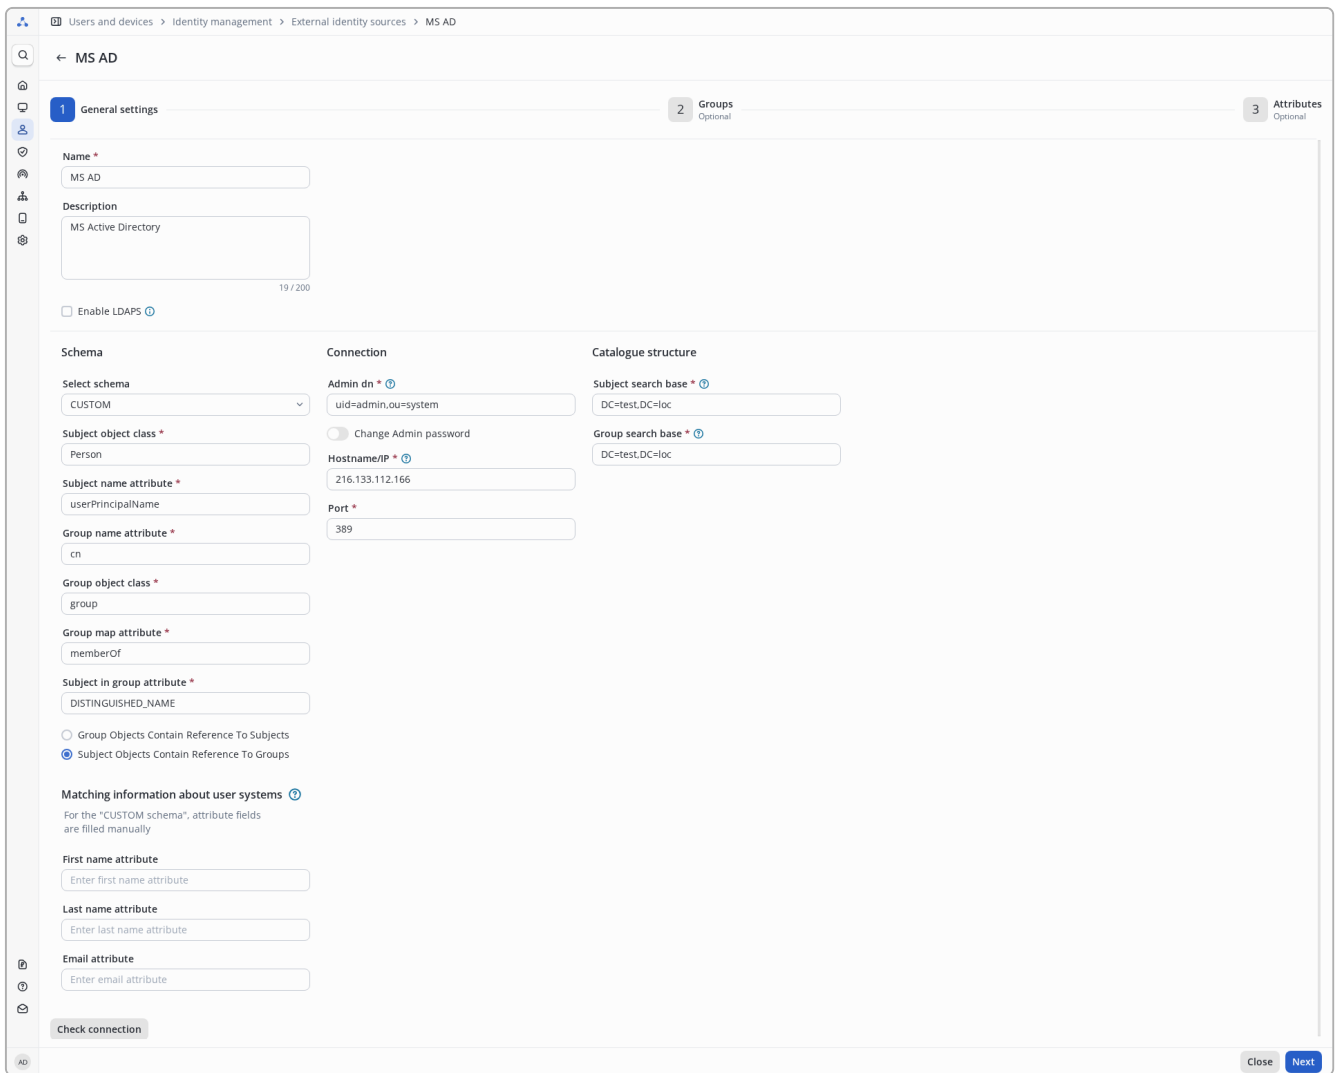 Users and devices > Identity management > External identity sources > MS AD
MS AD
1 General settings
2 Groups
Optional
3 Attributes
Optional
Name *
MS AD
Description
MS Active Directory
19 / 200
Enable LDAPS
Schema
Select schema
CUSTOM
Subject object class *
Person
Subject name attribute *
userPrincipalName
Group name attribute *
cn
Group object class *
group
Group map attribute *
memberOf
Subject in group attribute *
DISTINGUISHED_NAME
Group Objects Contain Reference To Subjects
Subject Objects Contain Reference To Groups
Connection
Admin dn *
uid=admin,ou=system
Change Admin password
Hostname/IP *
216.133.112.166
Port *
389
Catalogue structure
Subject search base *
DC=test,DC=loc
Group search base *
DC=test,DC=loc
Matching information about user systems
For the "CUSTOM schema", attribute fields
are filled manually
First name attribute
Enter first name attribute
Last name attribute
Enter last name attribute
Email attribute
Enter email attribute
Check connection
AD
Close
Next